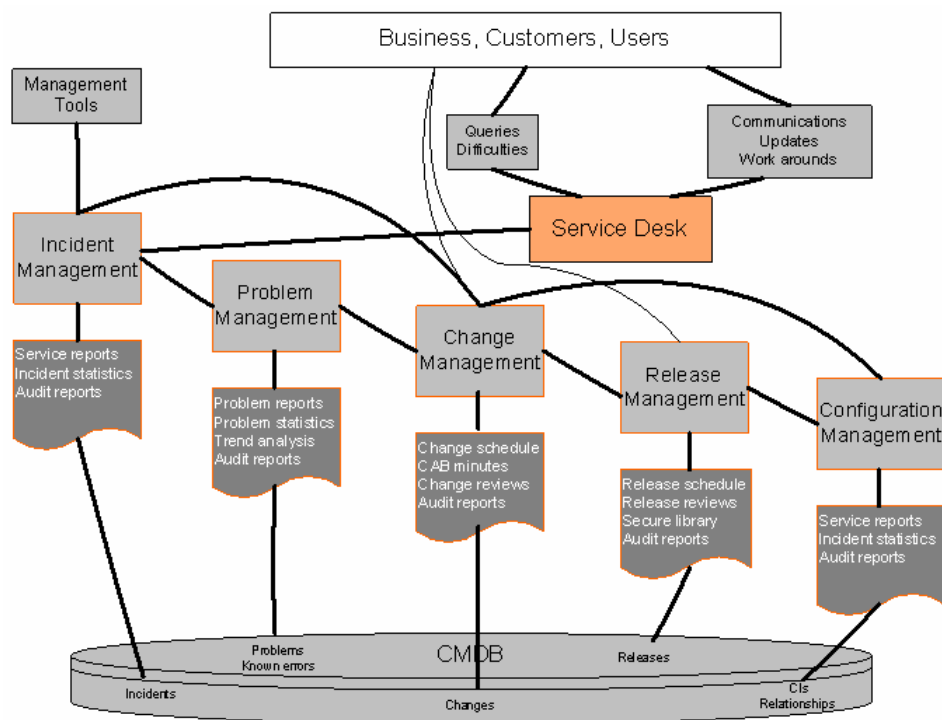 Business, Customers, Users
Management
Tools
Queries
Difficulties
Communications
Updates
Work arounds
Service Desk
Incident
Management
Problem
Management
Change
Management
Release
Management
Configuration
Management
Service reports
Incident statistics
Audit reports
Problem reports
Problem statistics
Trend analysis
Audit reports
Change schedule
CAB minutes
Change reviews
Audit reports
Release schedule
Release reviews
Secure library
Audit reports
Service reports
Incident statistics
Audit reports
CMDB
Incidents
Problems
Known errors
Changes
Releases
CIs
Relationships